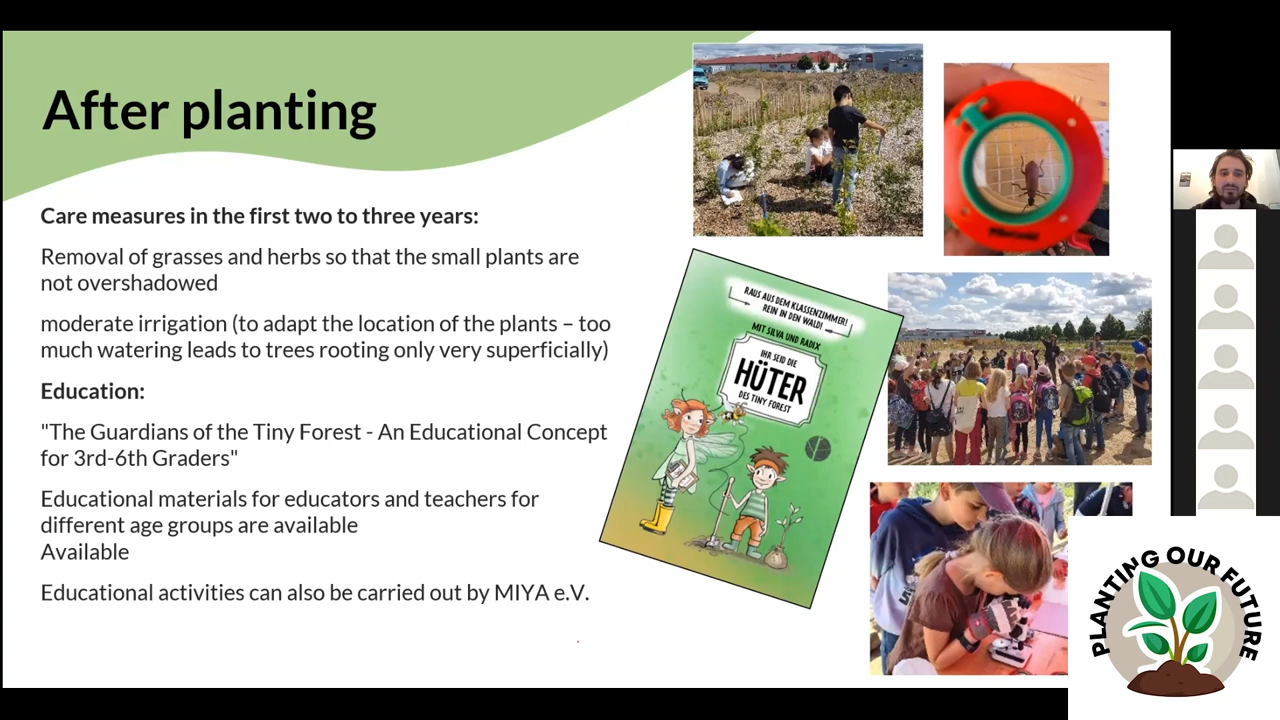 After planting
Care measures in the first two to three years:
Removal of grasses and herbs so that the small plants are
not overshadowed
moderate irrigation (to adapt the location of the plants – too
much watering leads to trees rooting only very superficially)
Education:
"The Guardians of the Tiny Forest - An Educational Concept
for 3rd-6th Graders"
Educational materials for educators and teachers for
different age groups are available
Available
Educational activities can also be carried out by MIYA e.V.
RAUS AUS DEM KLASSENZIMMER!
REIN IN DEN WALD!
MIT SILVA UND RADIX
IHR SEID DIE
HÜTER
DES TINY FOREST
PLANTING OUR FUTURE